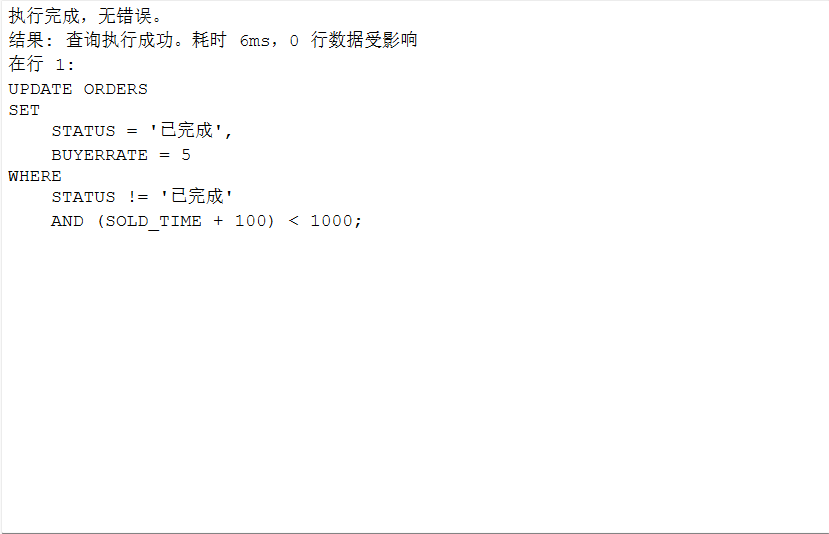 执行完成，无错误。
结果: 查询执行成功。耗时 6ms，0 行数据受影响
在行 1:
UPDATE ORDERS
SET
    STATUS = '已完成',
    BUYERRATE = 5
WHERE
    STATUS != '已完成'
    AND (SOLD_TIME + 100) < 1000;